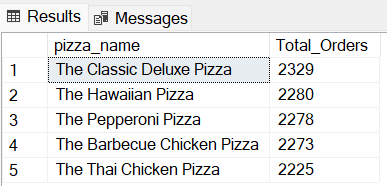 Results Messages
pizza_name Total_Orders
1 The Classic Deluxe Pizza 2329
2 The Hawaiian Pizza 2280
3 The Pepperoni Pizza 2278
4 The Barbecue Chicken Pizza 2273
5 The Thai Chicken Pizza 2225